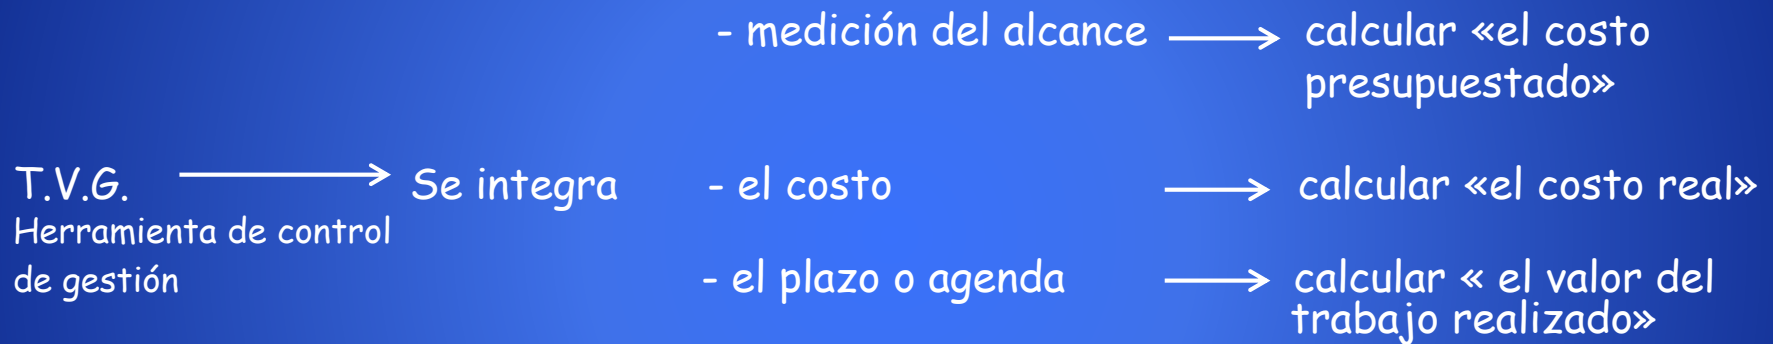 - medición del alcance
calcular «el costo
presupuestado»
T.V.G.
Herramienta de control
de gestión
Se integra
- el costo
calcular «el costo real»
- el plazo o agenda
calcular « el valor del
trabajo realizado»